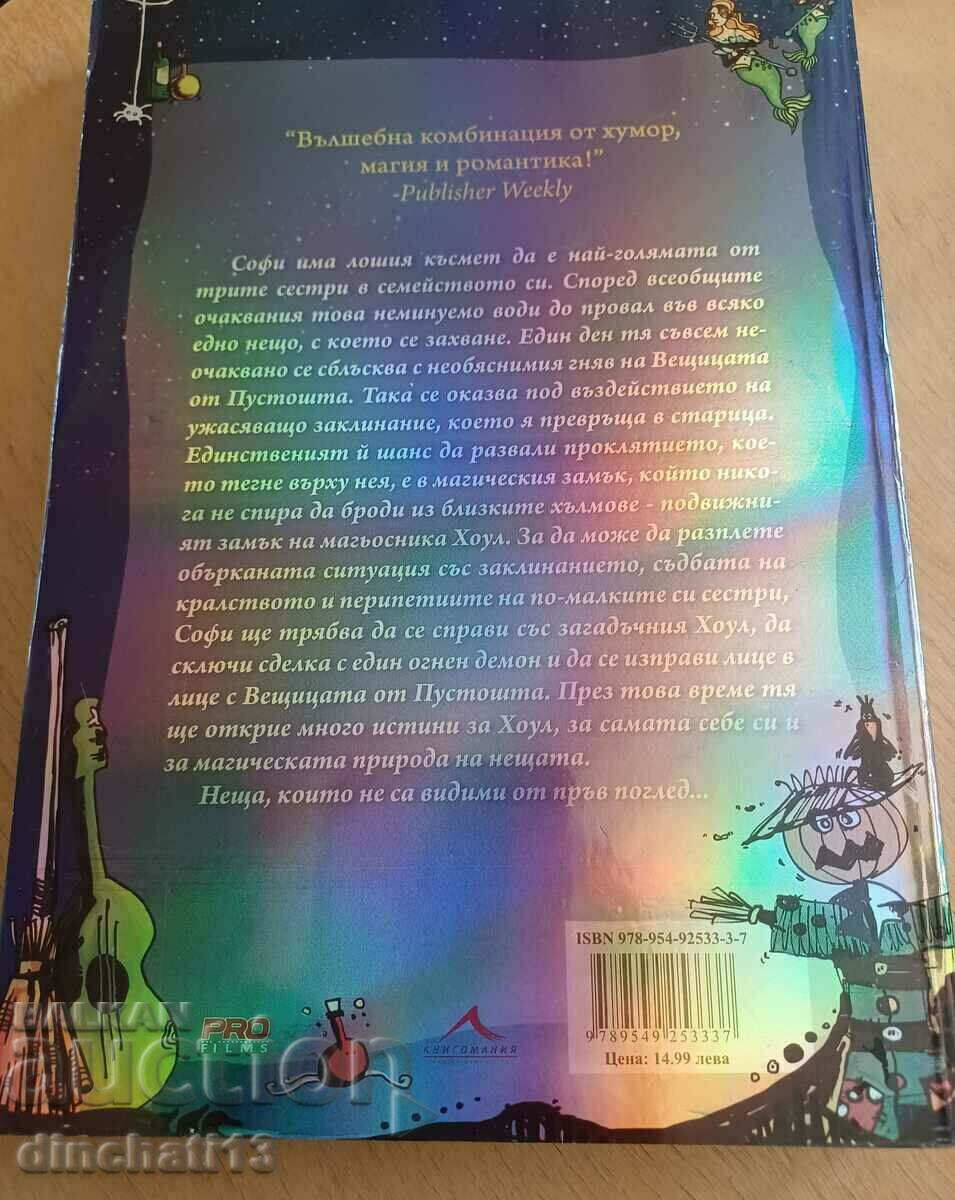 “Вълшебна комбинация от хумор,
магия и романтика!”
-Publisher Weekly
Софи има лошия късмет да е най-голямата от
трите сестри в семейството си. Според всеобщите
очаквания това неминуемо води до провал във всяко
едно нещо, с което се захване. Един ден тя съвсем не-
очаквано се сблъсква с необяснимия гняв на Вещицата
от Пустошта. Така се оказва под въздействието на
ужасяващо заклинание, което я превръща в старица.
Единственият й шанс да развали проклятието, кое-
то тегне върху нея, е в магическия замък, който нико-
га не спира да броди из близките хълмове - подвижни-
ят замък на магьосника Хоул. За да може да разплете
обърканата ситуация със заклинанието, съдбата на
кралството и перипетиите на по-малките си сестри,
Софи ще трябва да се справи със загадъчния Хоул, да
сключи сделка с един огнен демон и да се изправи лице в
лице с Вещицата от Пустошта. През това време тя
ще открие много истини за Хоул, за самата себе си и
за магическата природа на нещата.
Неща, които не са видими от пръв поглед...
ISBN 978-954-92533-3-7
9 789549 253337
Цена: 14.99 лева
PRO
FILMS
КНИГОМАНИЯ
BALKAN
auction
dinchati13